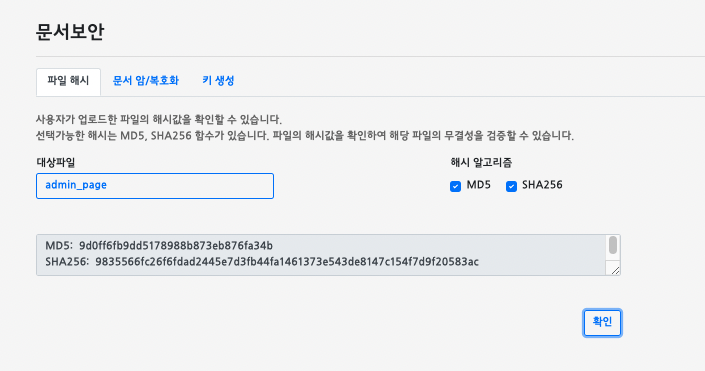 문서보안
파일 해시 문서 암/복호화 키 생성
사용자가 업로드한 파일의 해시값을 확인할 수 있습니다.
선택가능한 해시는 MD5, SHA256 함수가 있습니다. 파일의 해시값을 확인하여 해당 파일의 무결성을 검증할 수 있습니다.
대상파일 해시 알고리즘
admin_page MD5 SHA256
MD5: 9d0ff6fb9dd5178988b873eb876fa34b
SHA256: 9835566fc26f6fdad2445e7d3fb44fa1461373e543de8147c154f7d9f20583ac
확인